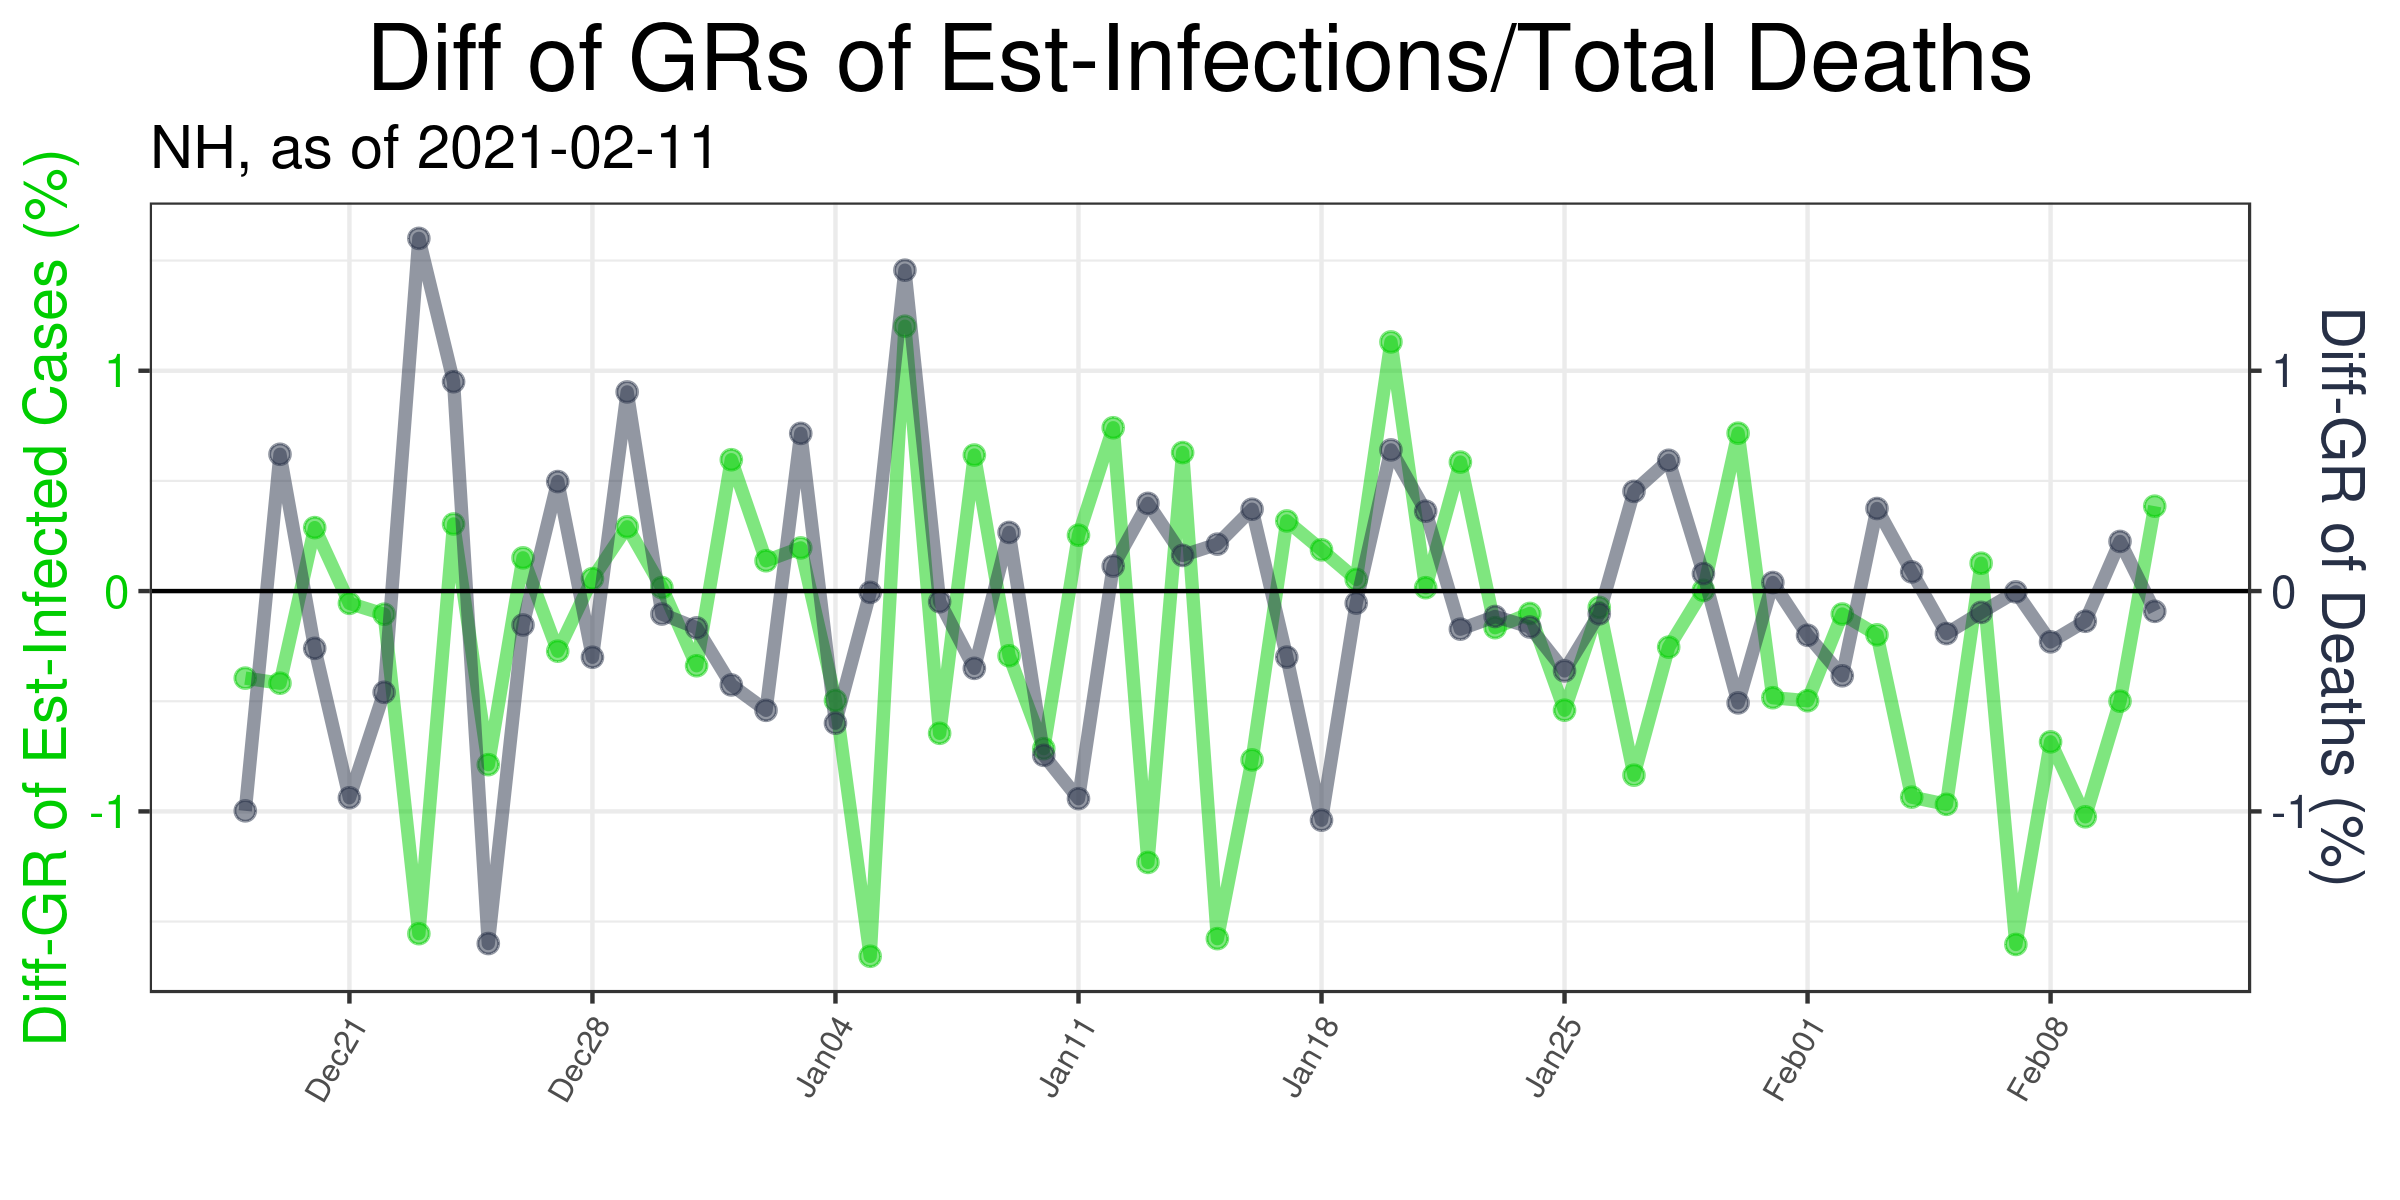 Diff of GRs of Est-Infections/Total Deaths
NH, as of 2021-02-11
Diff-GR of Est-Infected Cases (%)
1
0
-1
1
0
-1
Diff-GR of Deaths (%)
Dec21
Dec28
Jan04
Jan11
Jan18
Jan25
Feb01
Feb08